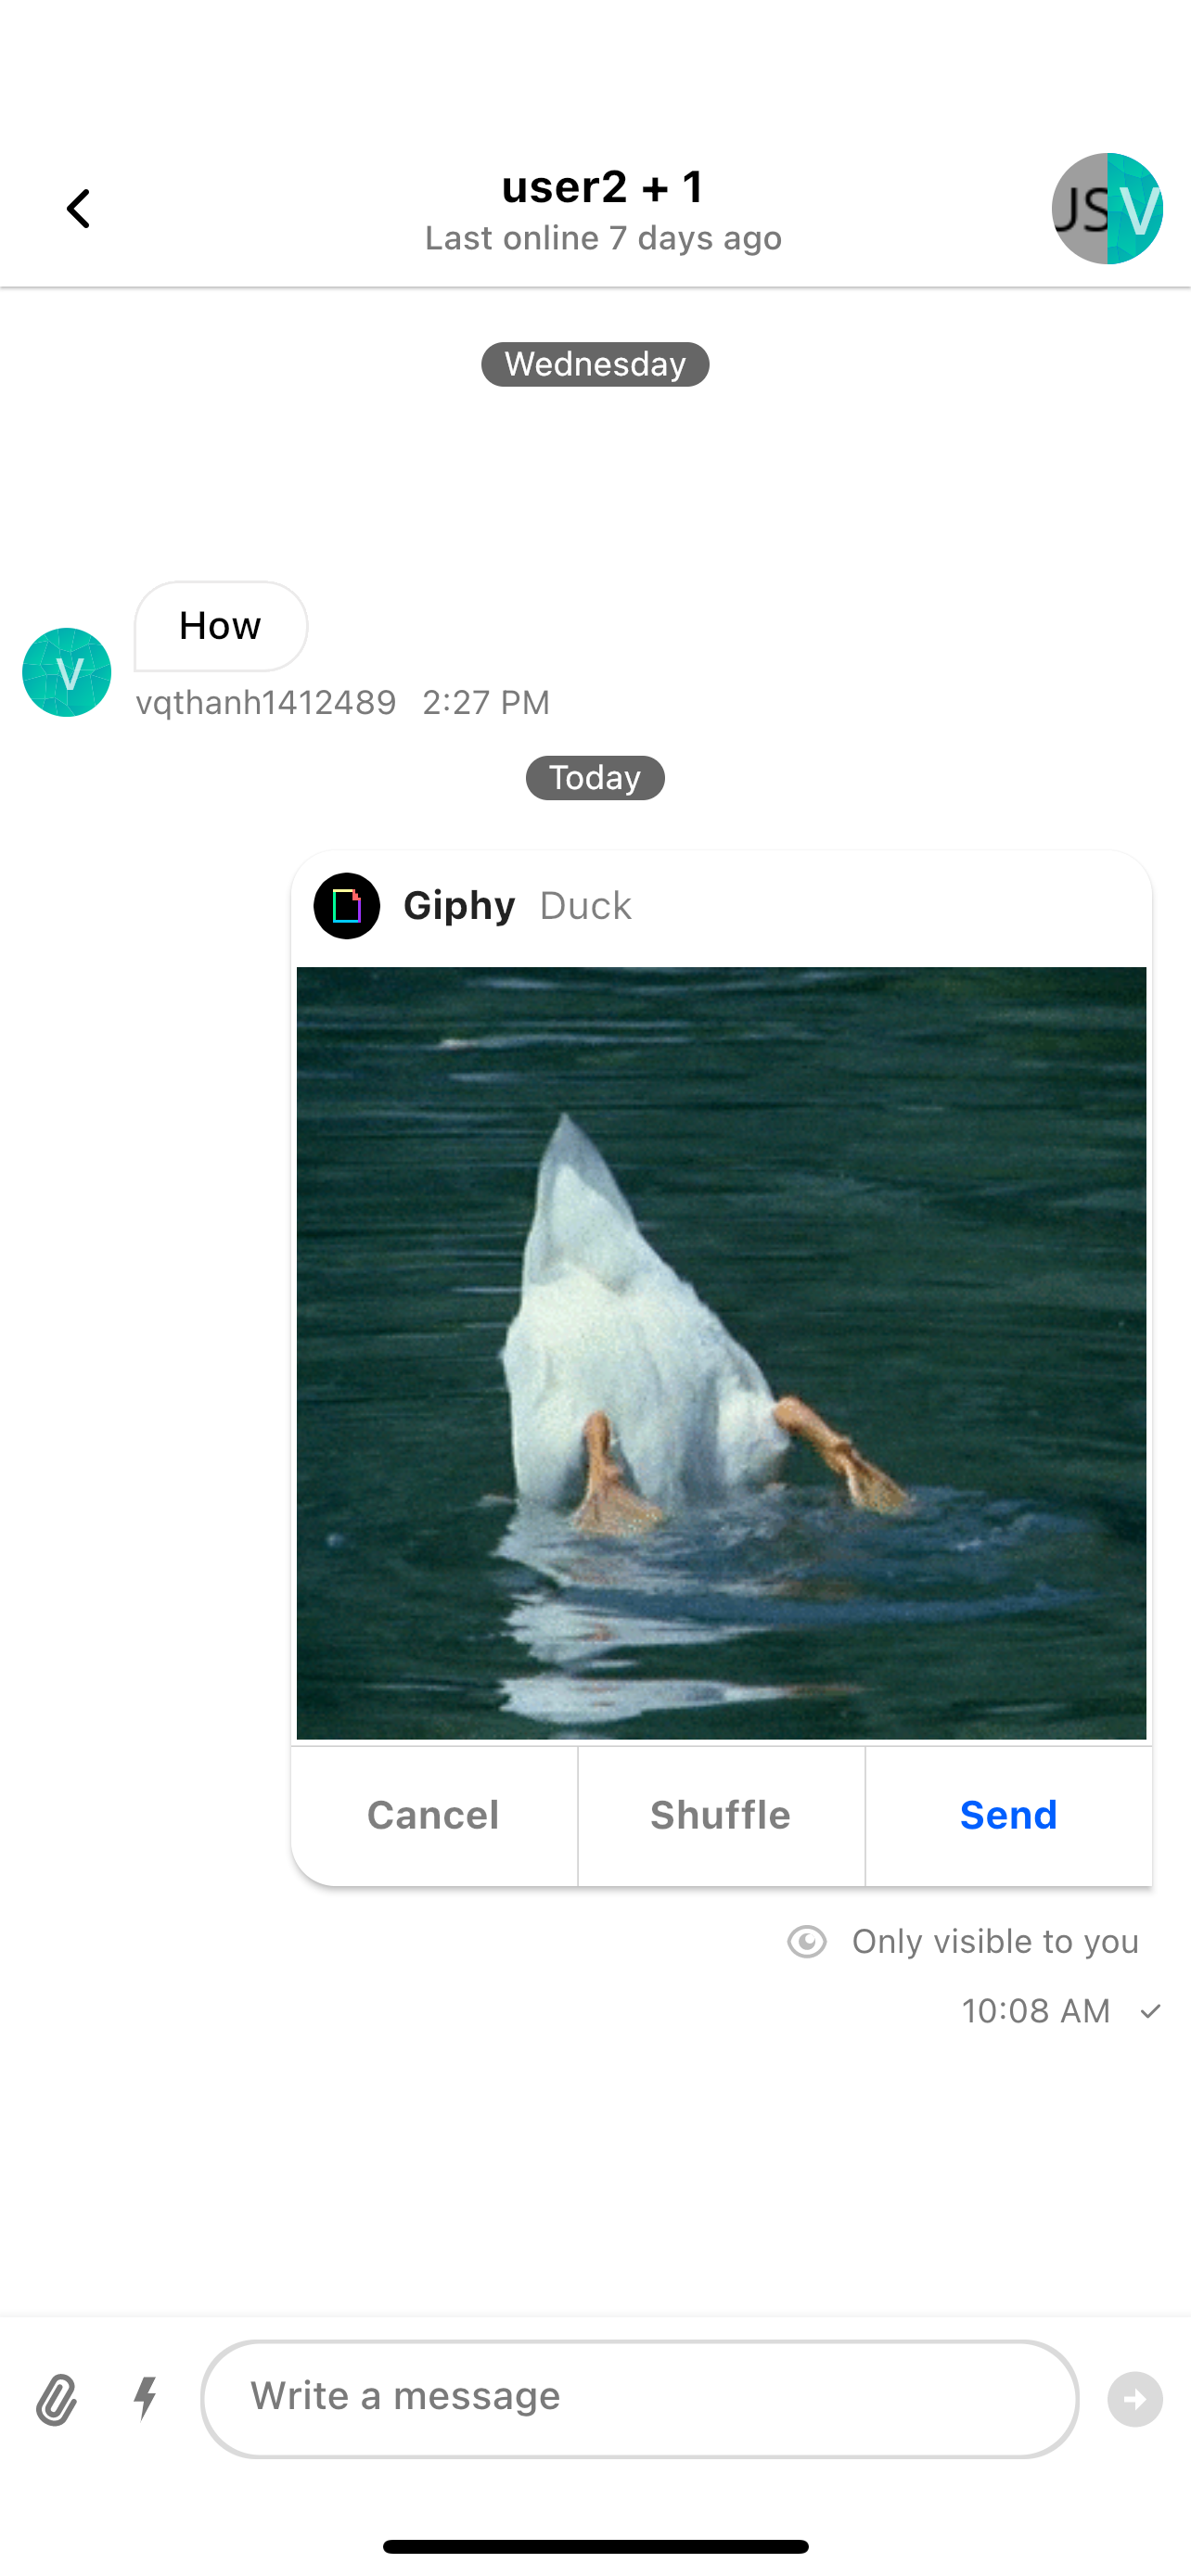 user2 + 1
Last online 7 days ago
JS V
Wednesday
How
V
vqthanh1412489 2:27 PM
Today
Giphy Duck
Cancel Shuffle Send
Only visible to you
10:08 AM
Write a message